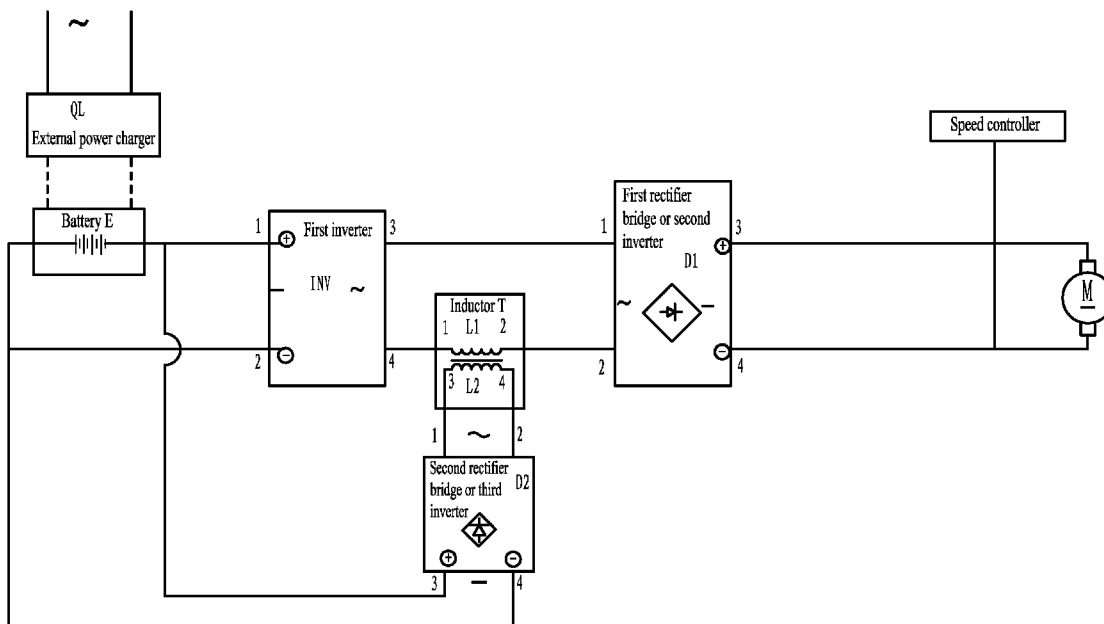 ~
QL
External power charger
Speed controller
Battery E
First inverter
INV
~
1
2
3
4
+
−
Inductor T
1 L1 2
3 L2 4
First rectifier
bridge or second
inverter
D1
1
2
3
4
~
−
+
−
M
1 ~ 2
Second rectifier
bridge or third
inverter
D2
+
−
3 − 4